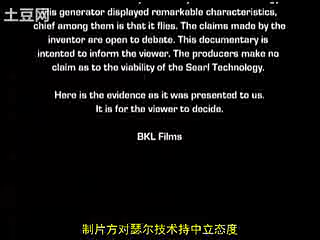 土豆网
This generator displayed remarkable characteristics,
chief among them is that it flies. The claims made by the
inventor are open to debate. This documentary is
intented to inform the viewer. The producers make no
claim as to the viability of the Searl Technology.
Here is the evidence as it was presented to us.
It is for the viewer to decide.
BKL Films
制片方对瑟尔技术持中立态度